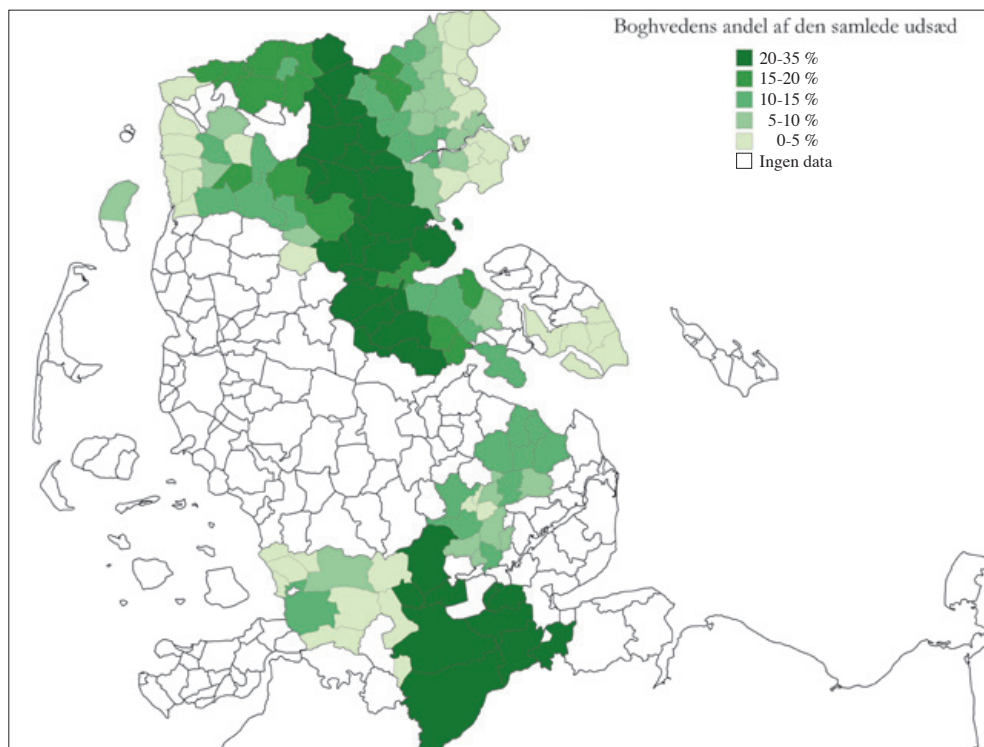 Boghvedens andel af den samlede udsæd
20-35 %
15-20 %
10-15 %
5-10 %
0-5 %
Ingen data